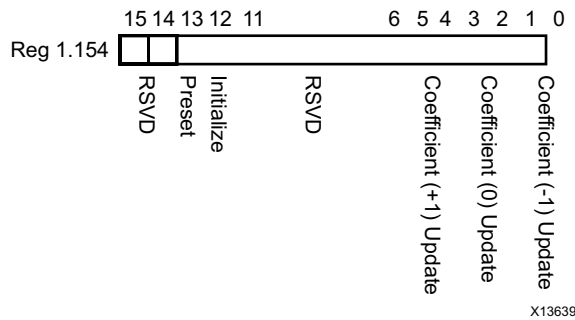 15 14 13 12 11 6 5 4 3 2 1 0
Reg 1.154
RSVD
Preset
Initialize
RSVD
Coefficient (+1) Update
Coefficient (0) Update
Coefficient (-1) Update
X13639